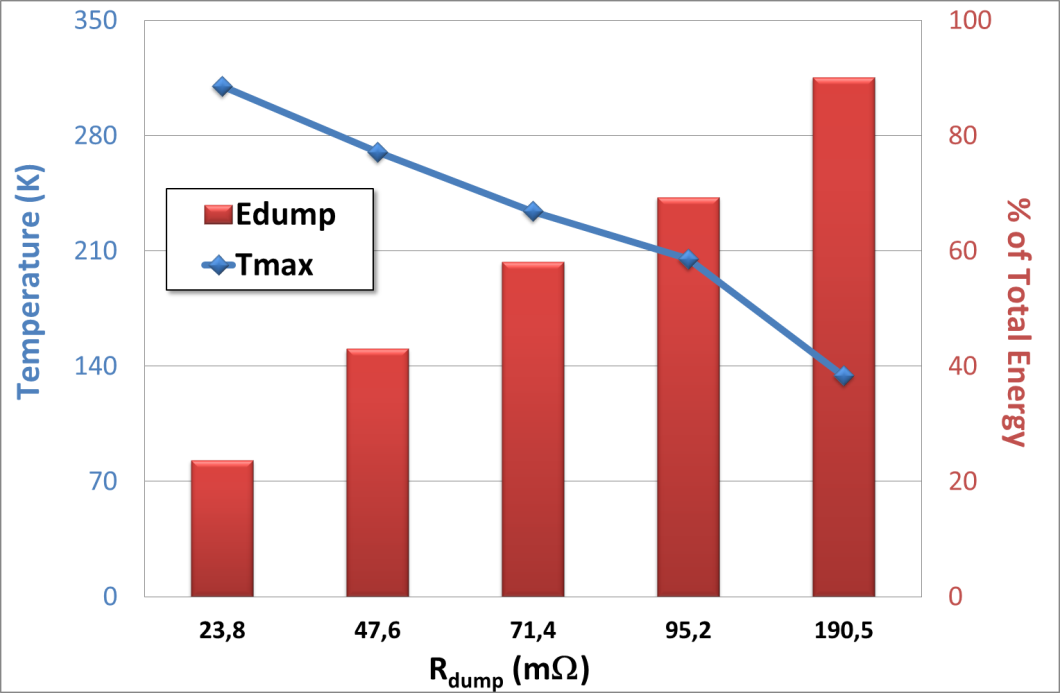 350
280
210
140
70
0
Temperature (K)
Edump
Tmax
100
80
60
40
20
0
% of Total Energy
23,8 47,6 71,4 95,2 190,5
Rdump (mΩ)